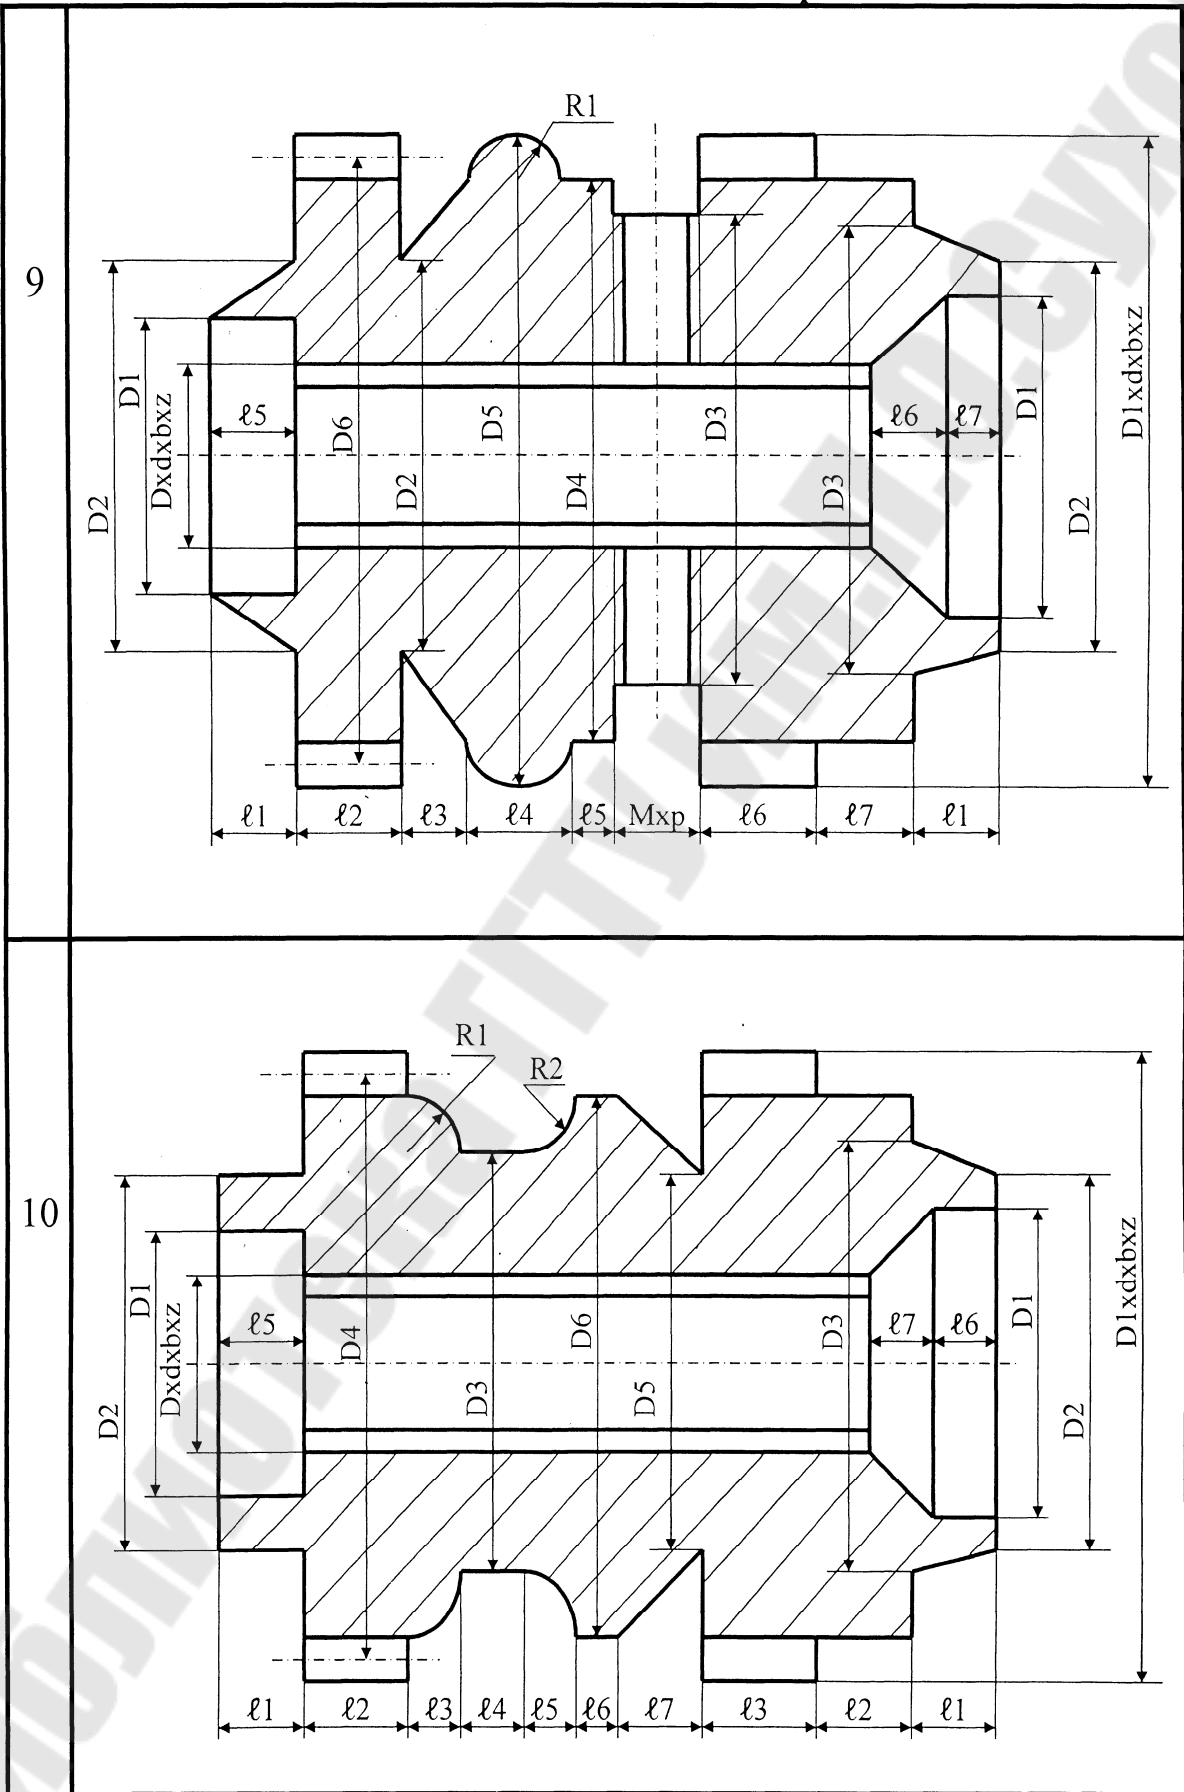 9
R1
D1
Dxdxbxz
D2
ℓ5
D6
D2
D5
D4
D3
D3
ℓ6
ℓ7
D1
D2
D1xdxbxz
ℓ1
ℓ2
ℓ3
ℓ4
ℓ5
Mxp
ℓ6
ℓ7
ℓ1
10
R1
R2
D1
Dxdxbxz
D2
ℓ5
D4
D3
D6
D5
D3
ℓ7
ℓ6
D1
D2
D1xdxbxz
ℓ1
ℓ2
ℓ3
ℓ4
ℓ5
ℓ6
ℓ7
ℓ3
ℓ2
ℓ1